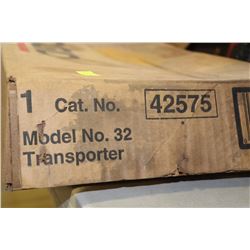 1 Cat. No. 42575
Model No. 32
Transporter